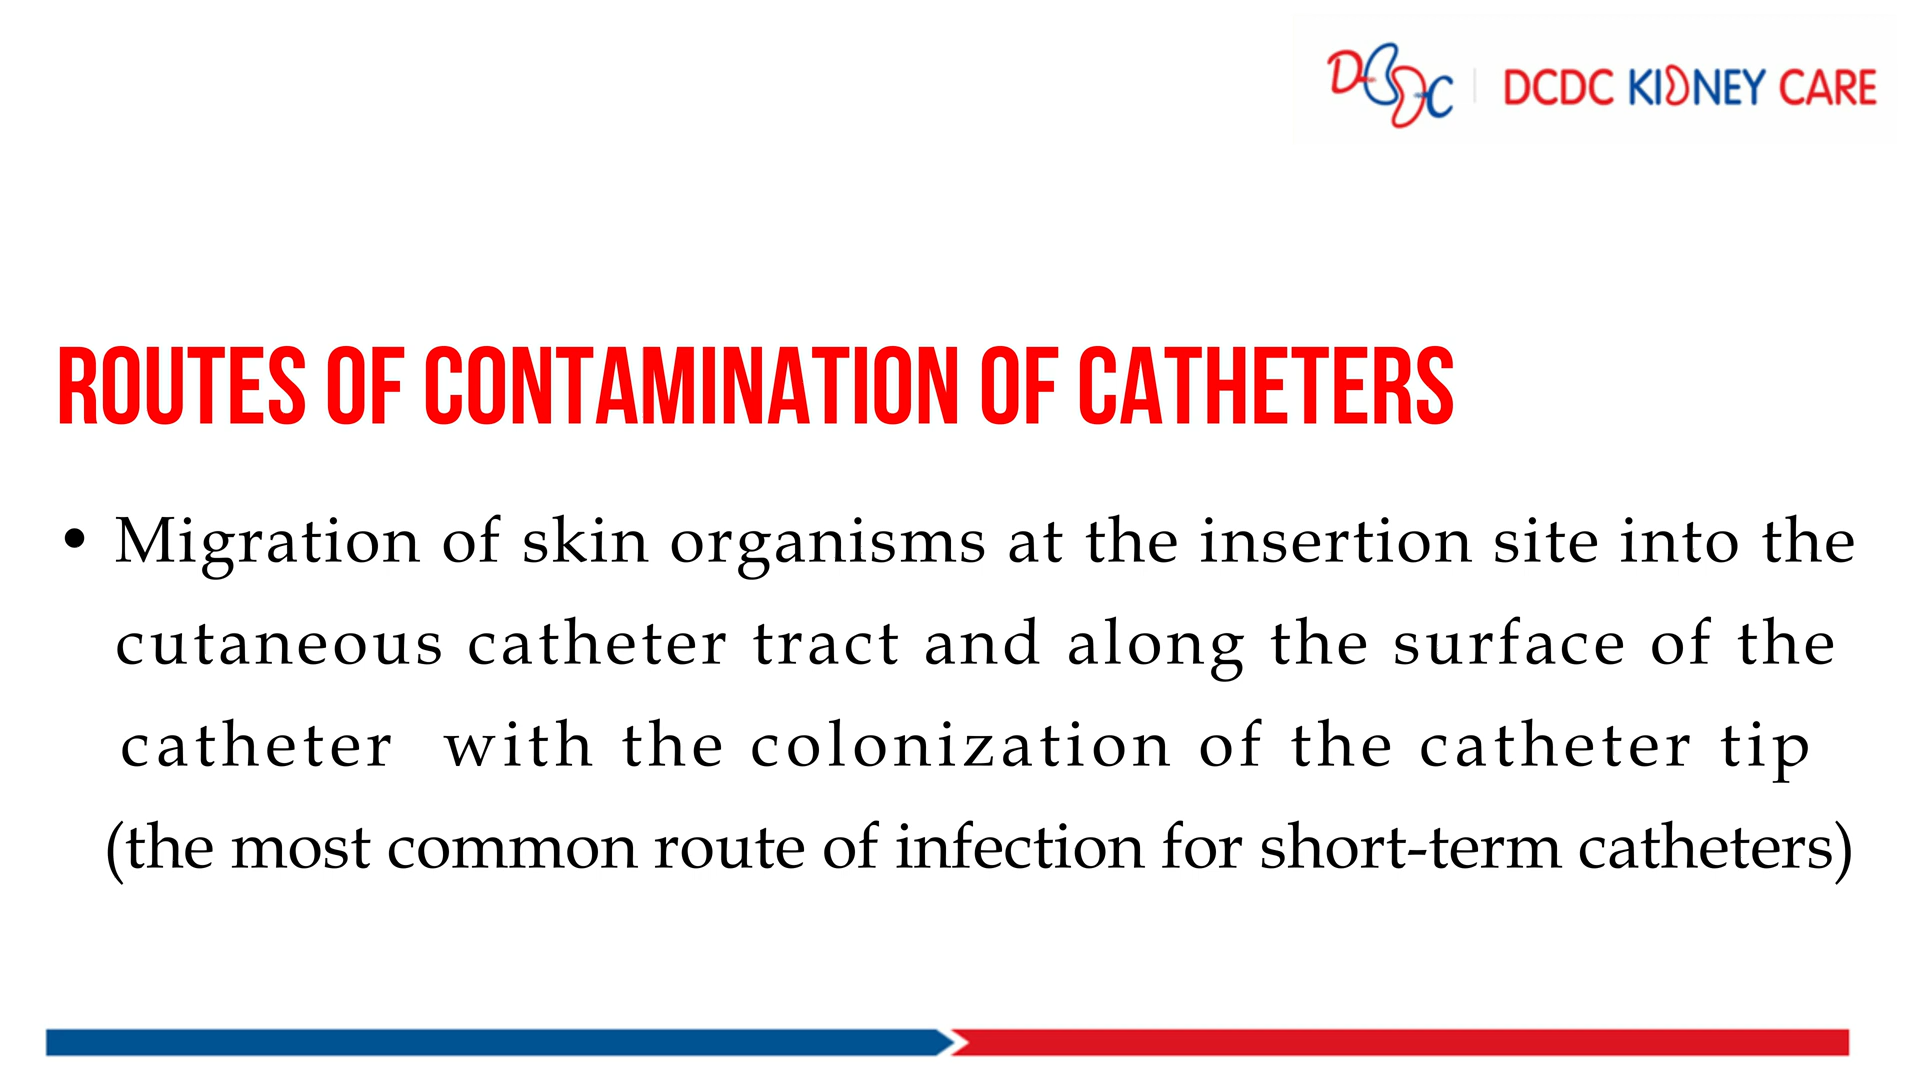 DCDC | DCDC KIDNEY CARE
ROUTES OF CONTAMINATION OF CATHETERS
• Migration of skin organisms at the insertion site into the
cutaneous catheter tract and along the surface of the
catheter with the colonization of the catheter tip
(the most common route of infection for short-term catheters)